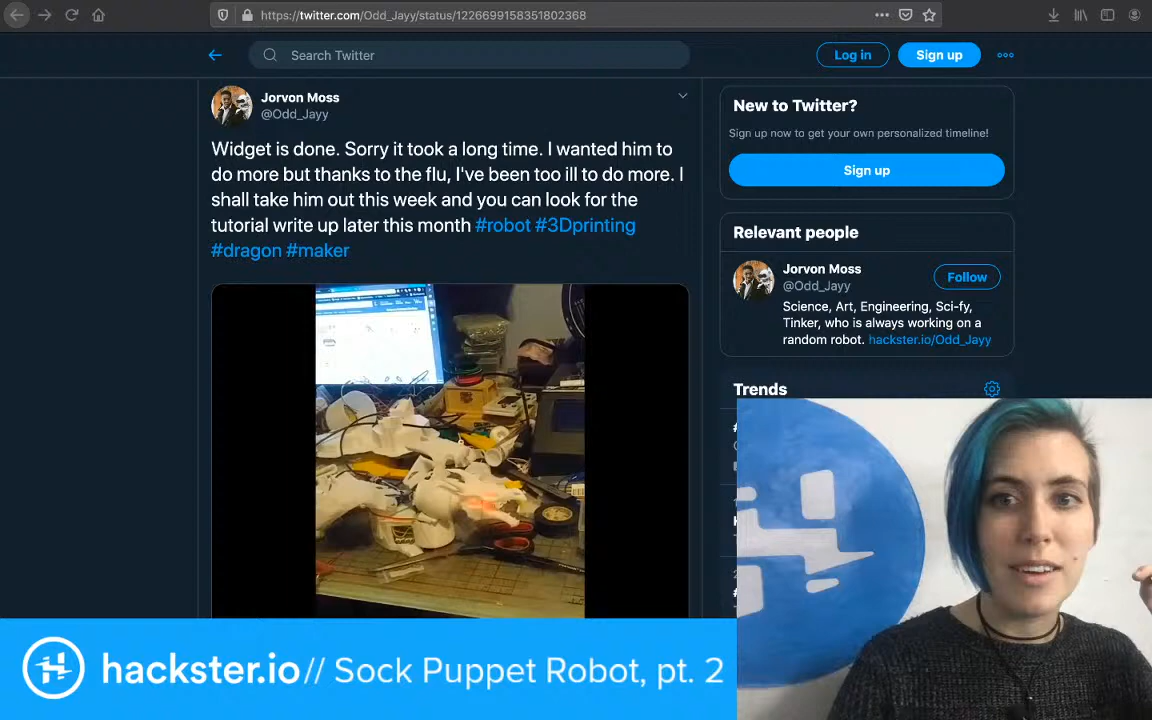 https://twitter.com/Odd_Jayy/status/1226699158351802368
Search Twitter
Log in
Sign up
Jorvon Moss
@Odd_Jayy
Widget is done. Sorry it took a long time. I wanted him to
do more but thanks to the flu, I've been too ill to do more. I
shall take him out this week and you can look for the
tutorial write up later this month #robot #3Dprinting
#dragon #maker
New to Twitter?
Sign up now to get your own personalized timeline!
Sign up
Relevant people
Jorvon Moss
@Odd_Jayy
Follow
Science, Art, Engineering, Sci-fy,
Tinker, who is always working on a
random robot. hackster.io/Odd_Jayy
Trends
hackster.io // Sock Puppet Robot, pt. 2